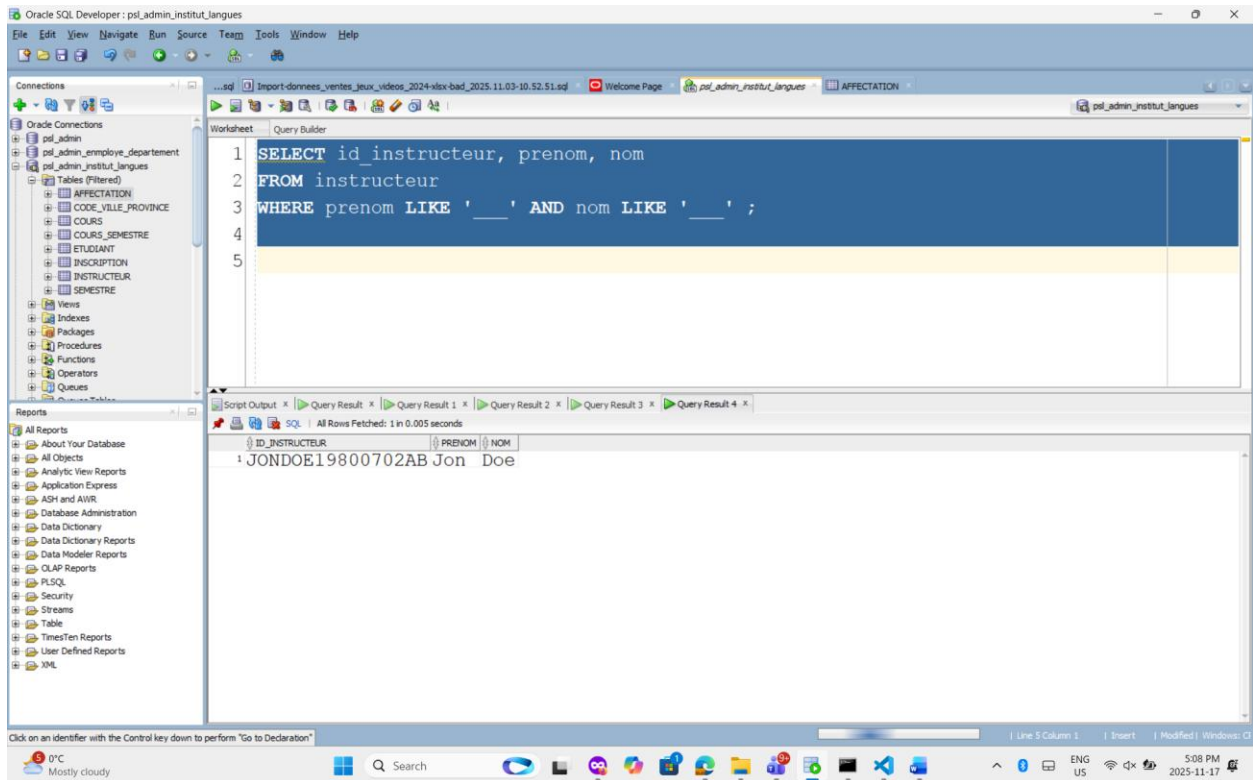 Oracle SQL Developer : psl_admin_institut_langues
File Edit View Navigate Run Source Team Tools Window Help
Connections
...sql Import-donnees_ventes_jeux_videos_2024-xlsx-bad_2025.11.03-10.52.51.sql Welcome Page psl_admin_institut_langues AFFECTATION
psl_admin_institut_langues
Oracle Connections
psl_admin
psl_admin_enmploye_departement
psl_admin_institut_langues
Tables (Filtered)
AFFECTATION
CODE_VILLE_PROVINCE
COURS
COURS_SEMESTRE
ETUDIANT
INSCRIPTION
INSTRUCTEUR
SEMESTRE
Views
Indexes
Packages
Procedures
Functions
Operators
Queues
Worksheet Query Builder
1 SELECT id_instructeur, prenom, nom
2 FROM instructeur
3 WHERE prenom LIKE '___' AND nom LIKE '___' ;
4
5
Reports
All Reports
About Your Database
All Objects
Analytic View Reports
Application Express
ASH and AWR
Database Administration
Data Dictionary
Data Dictionary Reports
Data Modeler Reports
OLAP Reports
PLSQL
Security
Streams
Table
TimesTen Reports
User Defined Reports
XML
Script Output x Query Result x Query Result 1 x Query Result 2 x Query Result 3 x Query Result 4 x
SQL | All Rows Fetched: 1 in 0.005 seconds
ID_INSTRUCTEUR PRENOM NOM
1 JONDOE19800702AB Jon Doe
Click on an identifier with the Control key down to perform "Go to Declaration"
| Line 5 Column 1 | Insert | Modified | Windows: Cl
5 0°C
Mostly cloudy
Search
ENG
US
5:08 PM
2025-11-17